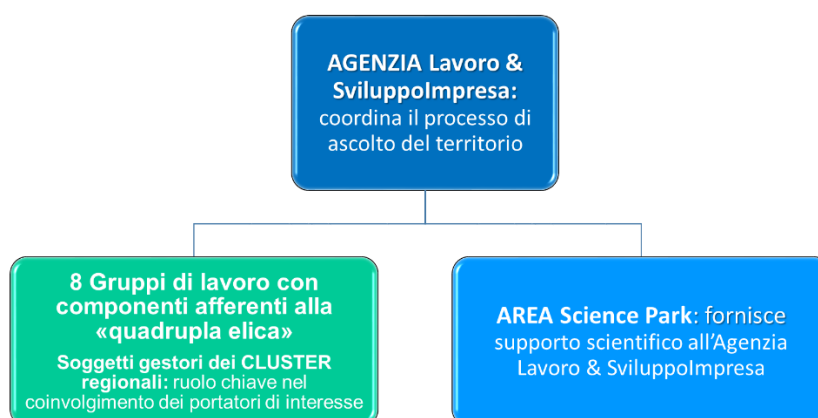 AGENZIA Lavoro &
SviluppoImpresa:
coordina il processo di
ascolto del territorio
8 Gruppi di lavoro con
componenti afferenti alla
«quadrupla elica»
Soggetti gestori dei CLUSTER
regionali: ruolo chiave nel
coinvolgimento dei portatori di interesse
AREA Science Park: fornisce
supporto scientifico all’Agenzia
Lavoro & SviluppoImpresa